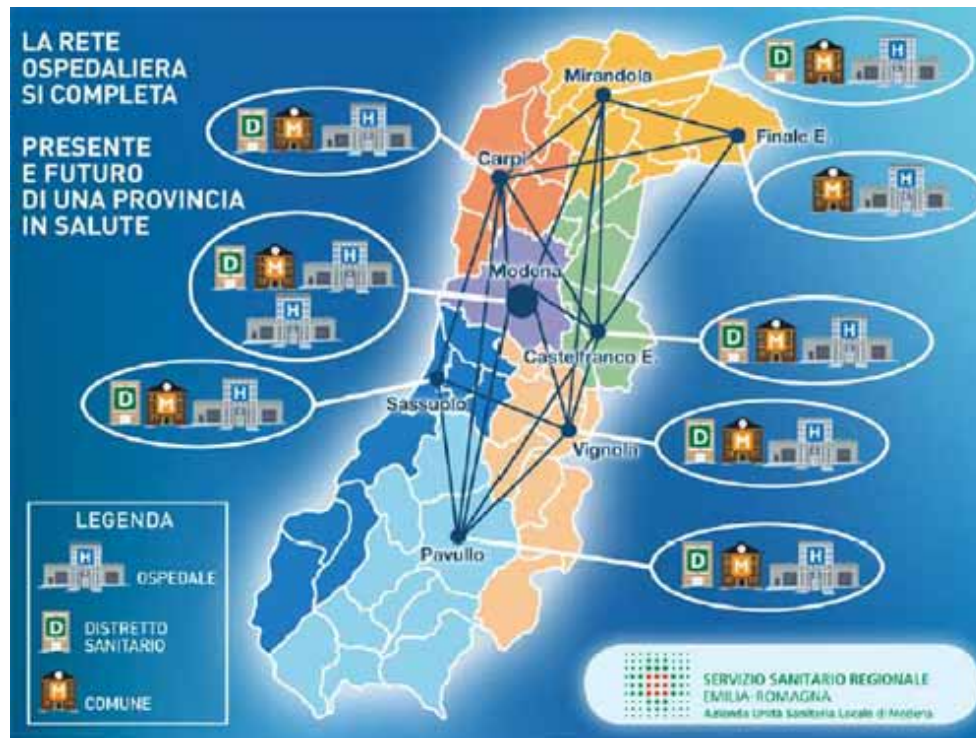 LA RETE
OSPEDALIERA
SI COMPLETA
PRESENTE
E FUTURO
DI UNA PROVINCIA
IN SALUTE
D
M
H
Mirandola
D
M
H
Carpi
Finale E.
M
H
D
M
H
H
Modena
Castelfranco E.
D
M
H
D
M
H
Sassuolo
Vignola
D
M
H
Pavullo
D
M
H
LEGENDA
H
OSPEDALE
D
DISTRETTO
SANITARIO
M
COMUNE
SERVIZIO SANITARIO REGIONALE
EMILIA-ROMAGNA
Azienda Unità Sanitaria Locale di Modena